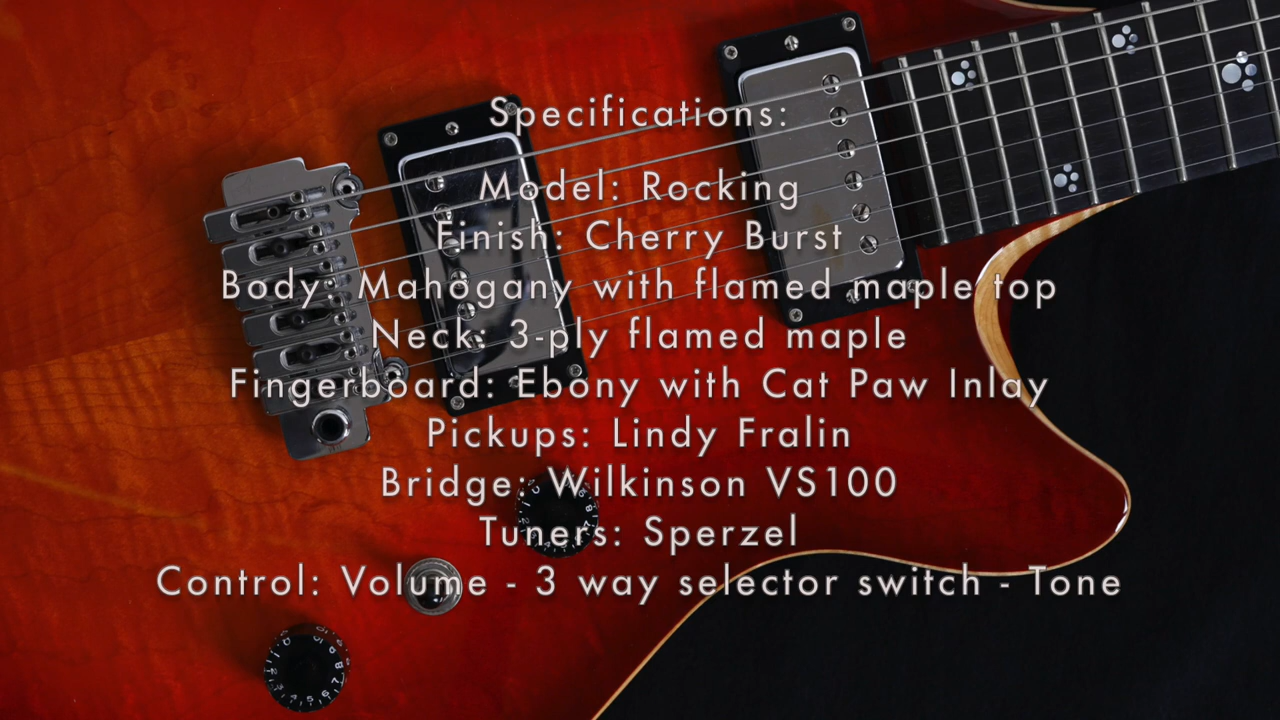 Specifications:
Model: Rocking
Finish: Cherry Burst
Body: Mahogany with flamed maple top
Neck: 3-ply flamed maple
Fingerboard: Ebony with Cat Paw Inlay
Pickups: Lindy Fralin
Bridge: Wilkinson VS100
Tuners: Sperzel
Control: Volume - 3 way selector switch - Tone